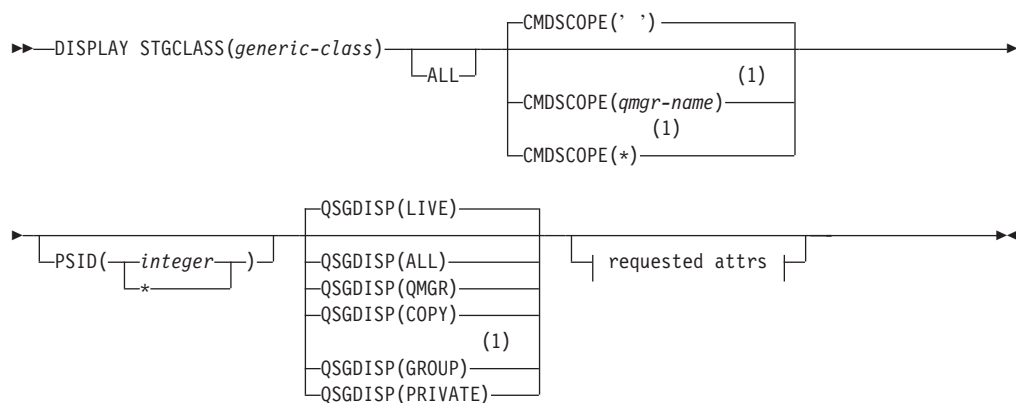 CMDSCOPE(’ ’)
DISPLAY STGCLASS(generic-class)
ALL
(1)
CMDSCOPE(qmgr-name)
(1)
CMDSCOPE(*)
QSGDISP(LIVE)
PSID(integer)
*
requested attrs
QSGDISP(ALL)
QSGDISP(QMGR)
QSGDISP(COPY)
(1)
QSGDISP(GROUP)
QSGDISP(PRIVATE)